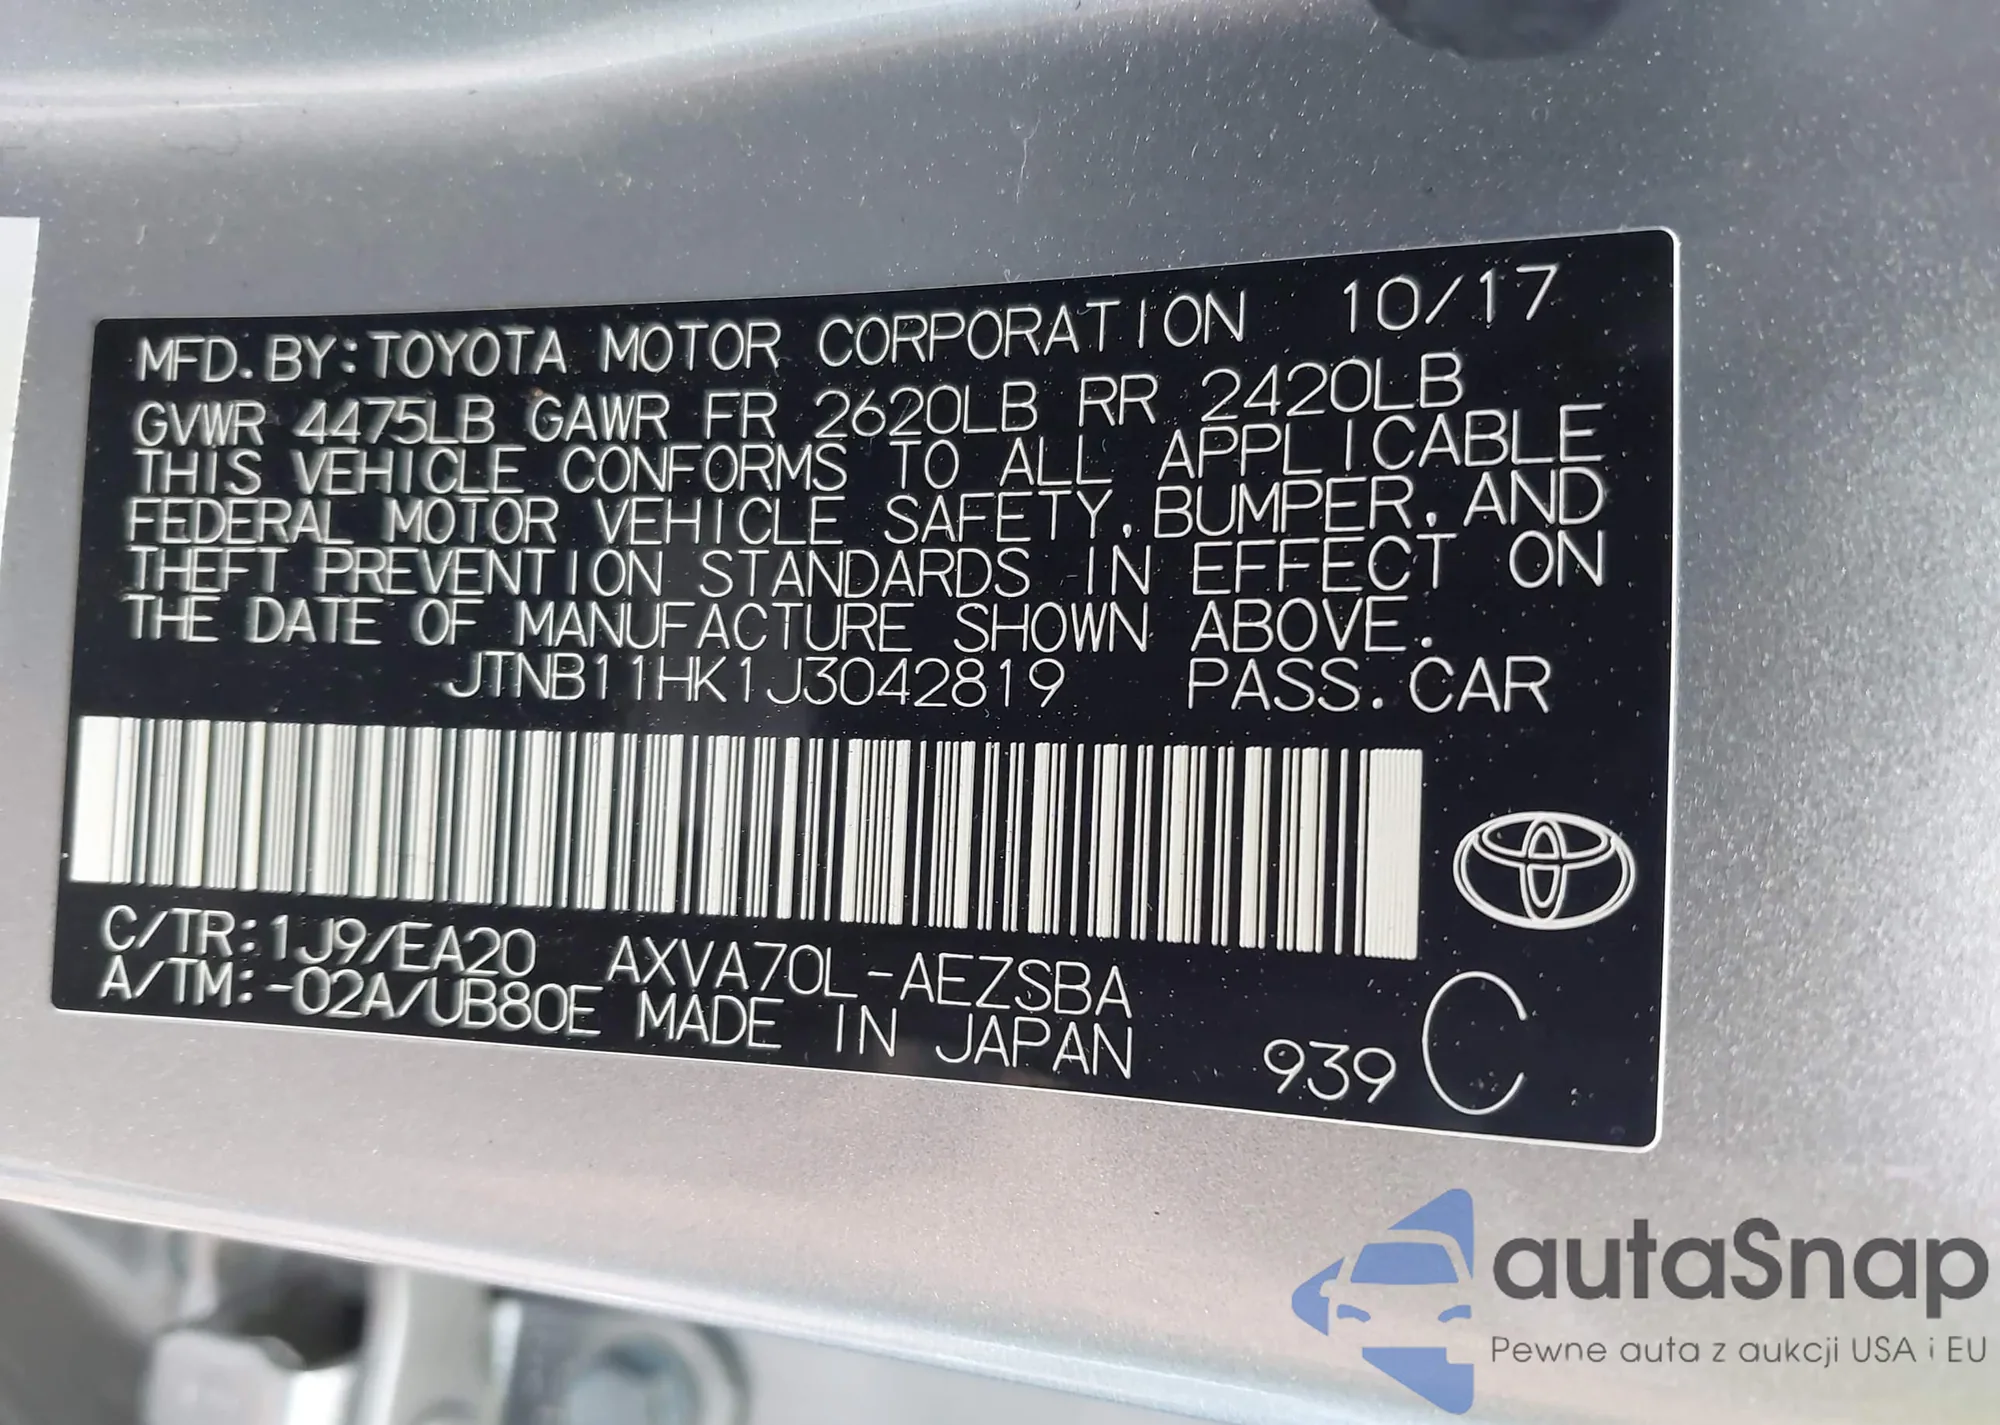 MFD. BY: TOYOTA MOTOR CORPORATION 10/17
GVWR 4475LB GAWR FR 2620LB RR 2420LB
THIS VEHICLE CONFORMS TO ALL APPLICABLE
FEDERAL MOTOR VEHICLE SAFETY, BUMPER, AND
THEFT PREVENTION STANDARDS IN EFFECT ON
THE DATE OF MANUFACTURE SHOWN ABOVE.
JTNB11HK1J3042819 PASS. CAR
C/TR: 1J9/EA20 AXVA70L-AEZSBA
A/TM: -02A/UB80E MADE IN JAPAN 939 C
autaSnap
Pewne auta z aukcji USA i EU